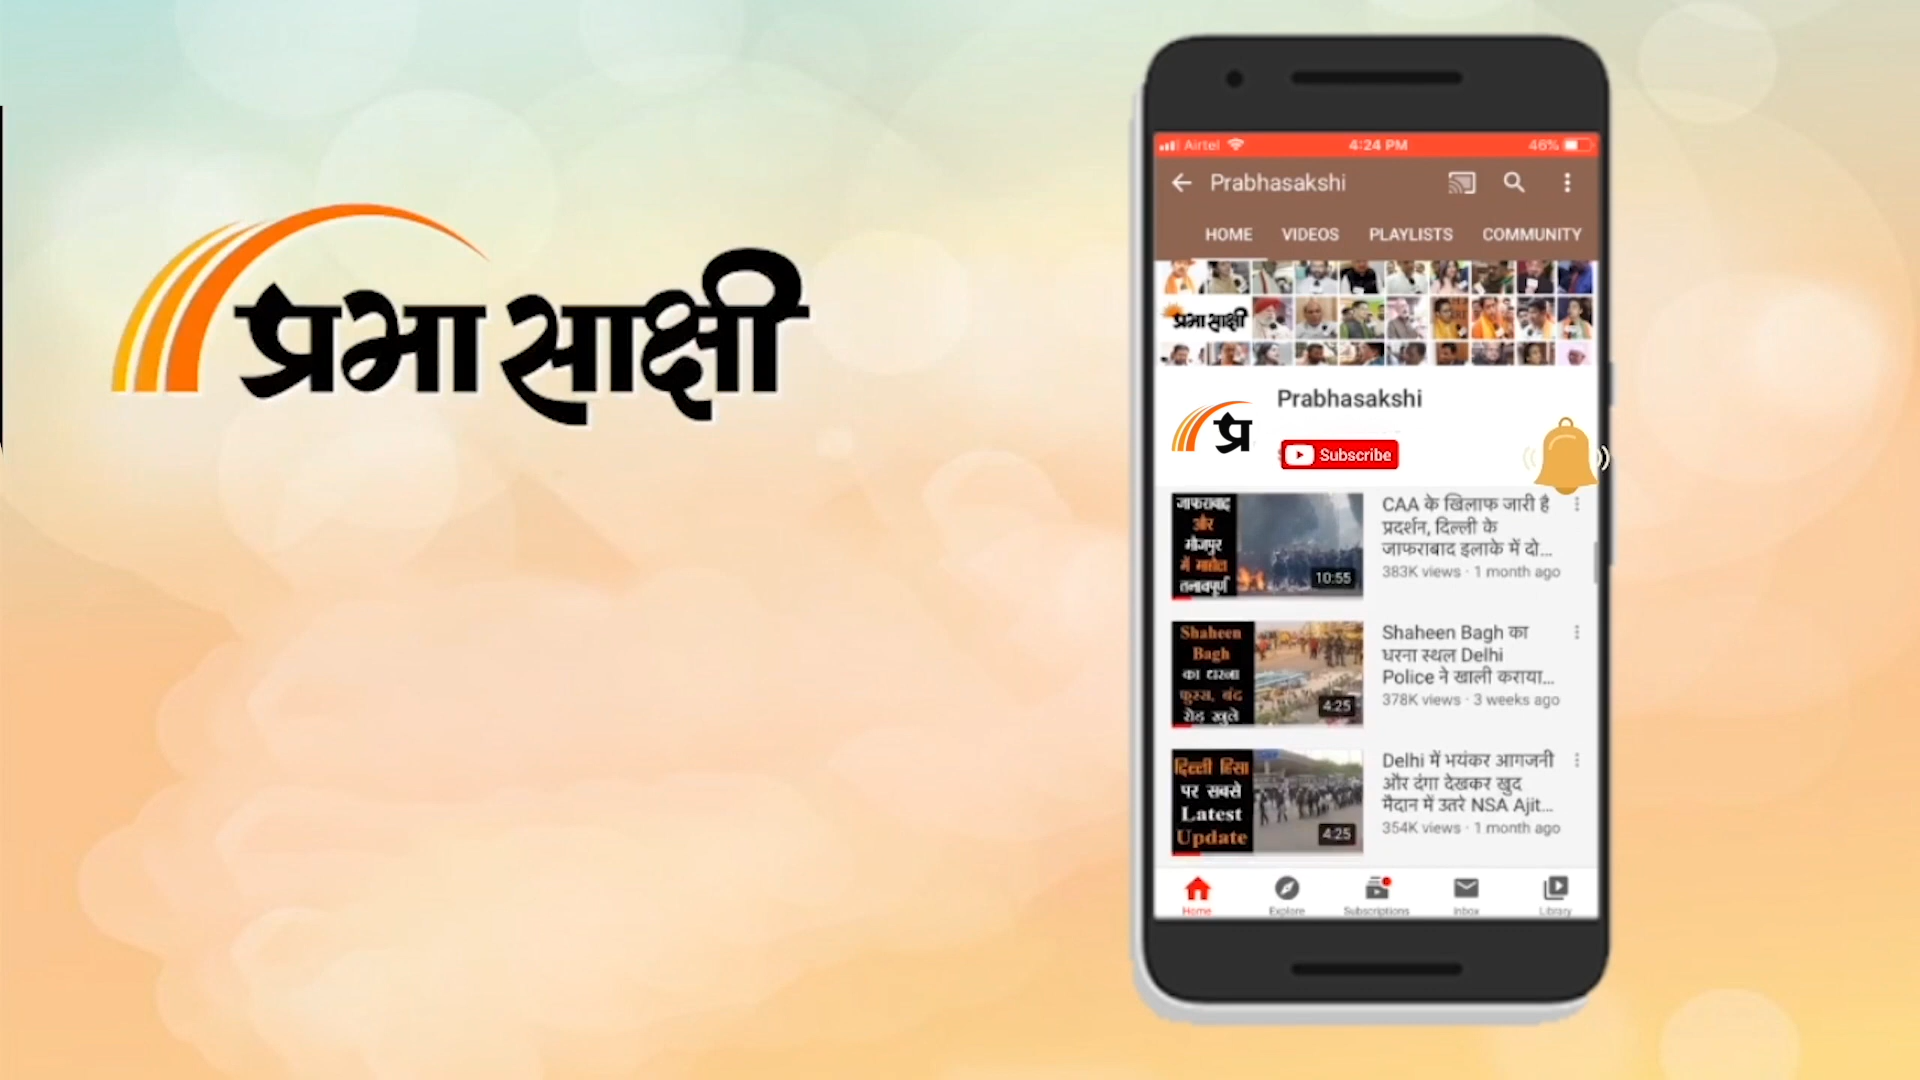 प्रभासाक्षी
Airtel 4:24 PM 46%
Prabhasakshi
HOME VIDEOS PLAYLISTS COMMUNITY
प्रभासाक्षी
Prabhasakshi
प्र
Subscribe
जाफराबाद
और
मौजपुर
में माहौल
तनावपूर्ण
10:55
CAA के खिलाफ जारी है
प्रदर्शन, दिल्ली के
जाफराबाद इलाके में दो...
383K views · 1 month ago
Shaheen
Bagh
का धरना
फुस्स, बंद
रोड़ खुले
4:25
Shaheen Bagh का
धरना स्थल Delhi
Police ने खाली कराया...
378K views · 3 weeks ago
दिल्ली हिंसा
पर सबसे
Latest
Update
4:25
Delhi में भयंकर आगजनी
और दंगा देखकर खुद
मैदान में उतरे NSA Ajit...
354K views · 1 month ago
Home Explore Subscriptions Inbox Library